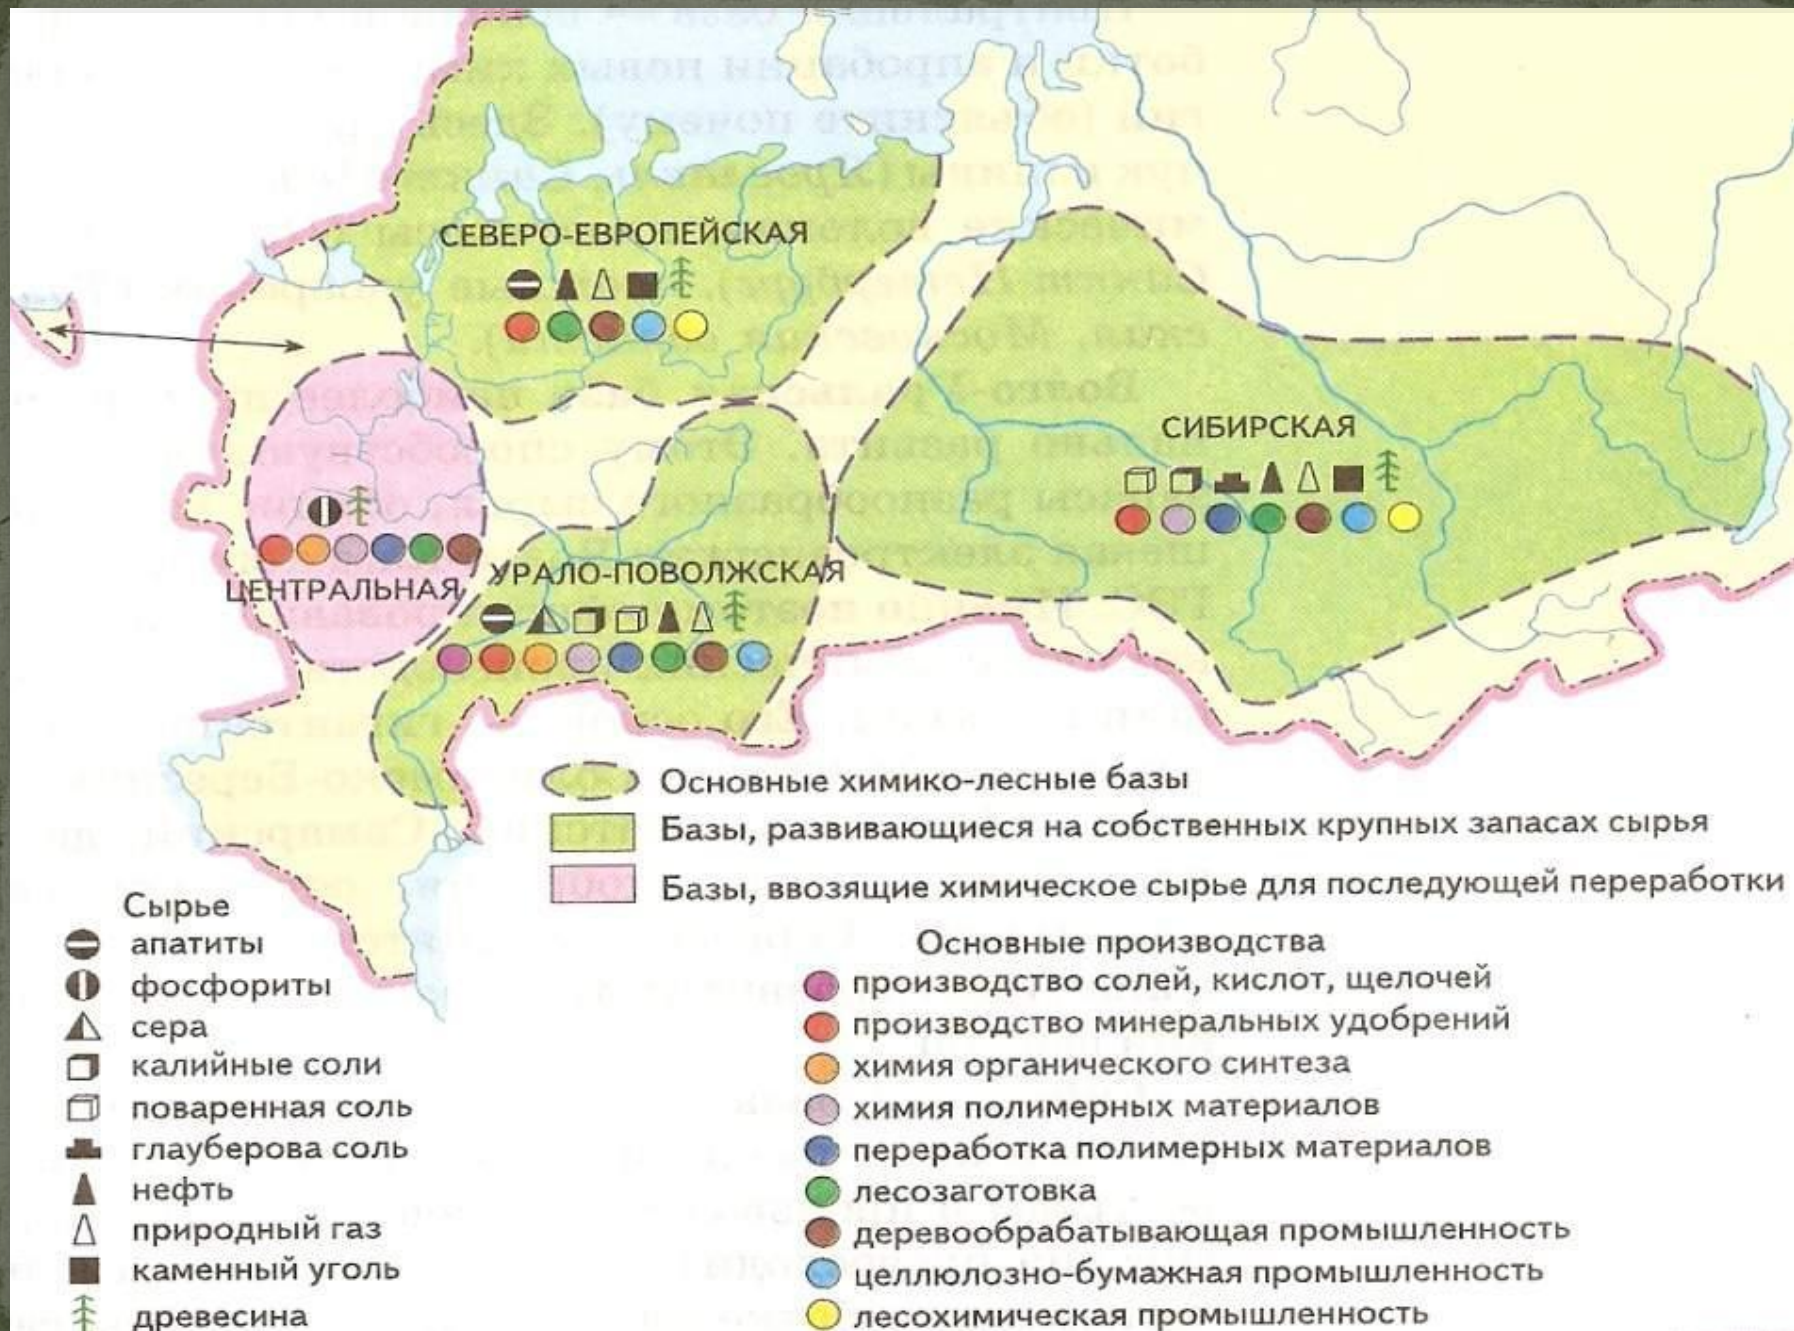 СЕВЕРО-ЕВРОПЕЙСКАЯ
СИБИРСКАЯ
ЦЕНТРАЛЬНАЯ
УРАЛО-ПОВОЛЖСКАЯ
Основные химико-лесные базы
Базы, развивающиеся на собственных крупных запасах сырья
Базы, ввозящие химическое сырье для последующей переработки
Сырье
апатиты
фосфориты
сера
калийные соли
поваренная соль
глауберова соль
нефть
природный газ
каменный уголь
древесина
Основные производства
производство солей, кислот, щелочей
производство минеральных удобрений
химия органического синтеза
химия полимерных материалов
переработка полимерных материалов
лесозаготовка
деревообрабатывающая промышленность
целлюлозно-бумажная промышленность
лесохимическая промышленность